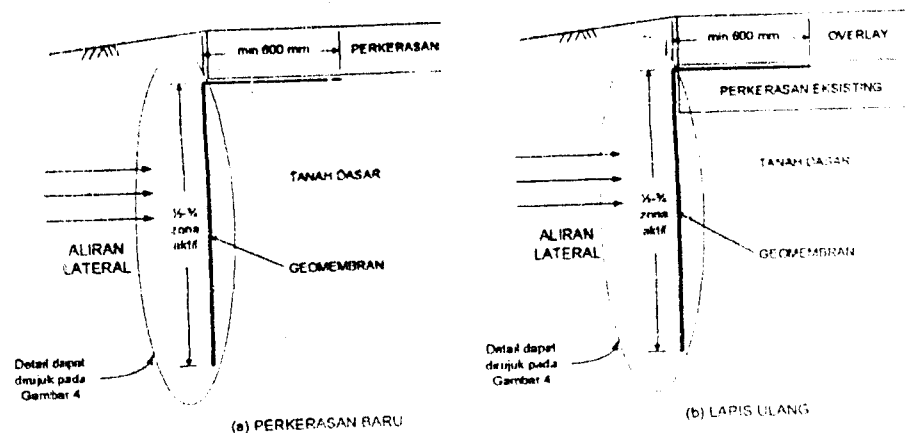 min 600 mm
PERKERASAN
TANAH DASAR
½-¾
zona
aktif
ALIRAN
LATERAL
GEOMEMBRAN
Detail dapat
dirujuk pada
Gambar 4
(a) PERKERASAN BARU
min 600 mm
OVERLAY
PERKERASAN EKSISTING
TANAH DASAR
½-¾
zona
aktif
ALIRAN
LATERAL
GEOMEMBRAN
Detail dapat
dirujuk pada
Gambar 4
(b) LAPIS ULANG